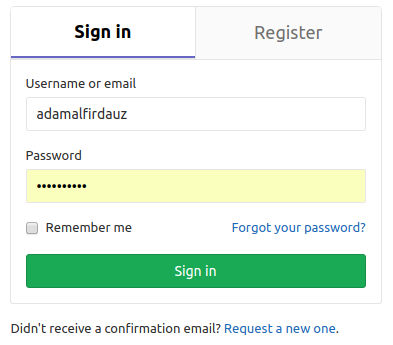 Sign in Register
Username or email
adamalfirdauz
Password
••••••••••
Remember me Forgot your password?
Sign in
Didn't receive a confirmation email? Request a new one.